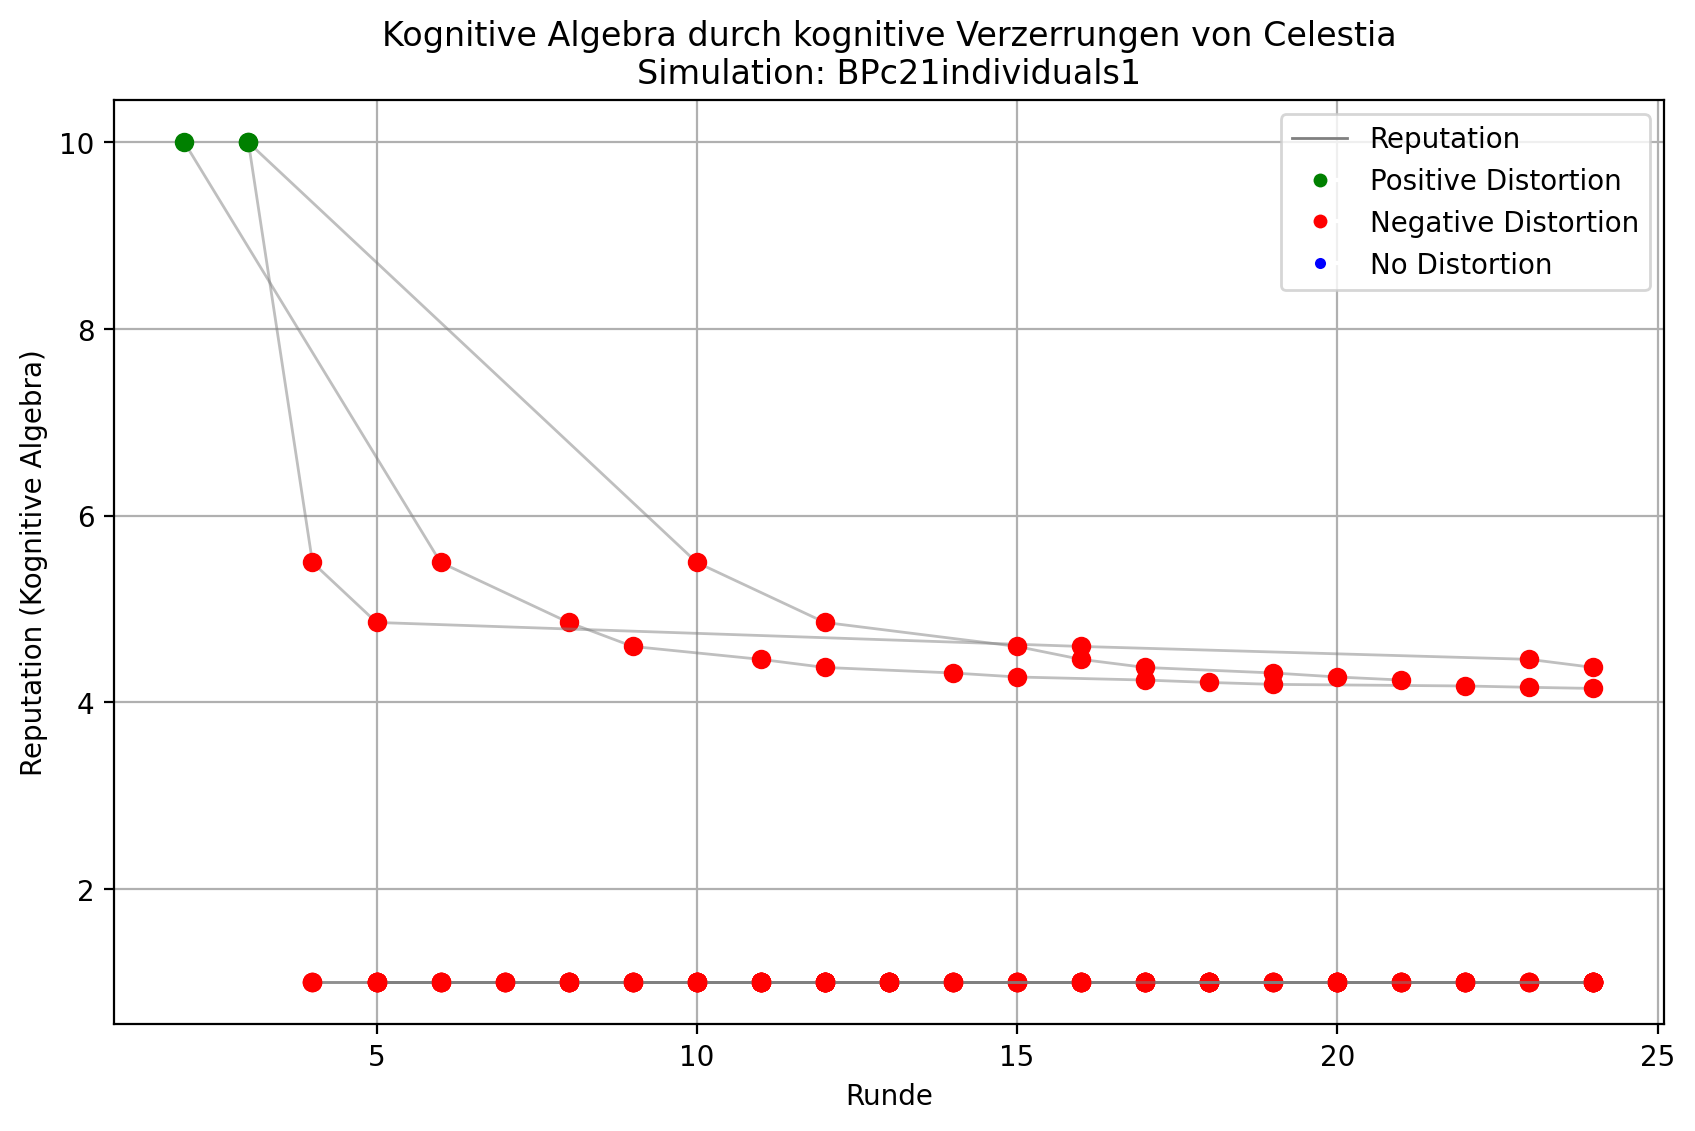 Kognitive Algebra durch kognitive Verzerrungen von Celestia
Simulation: BPc21individuals1
Reputation
Positive Distortion
Negative Distortion
No Distortion
Reputation (Kognitive Algebra)
10
8
6
4
2
5
10
15
20
25
Runde